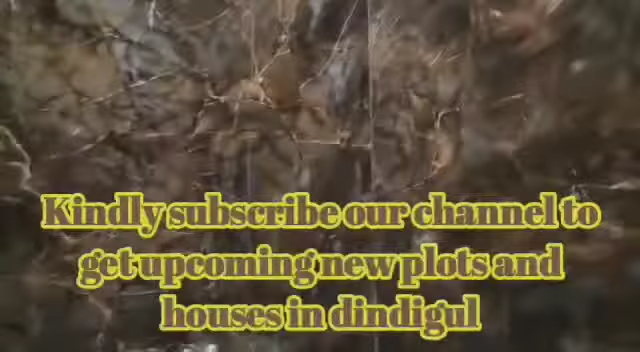 Kindly subscribe our channel to
get upcoming new plots and
houses in dindigul